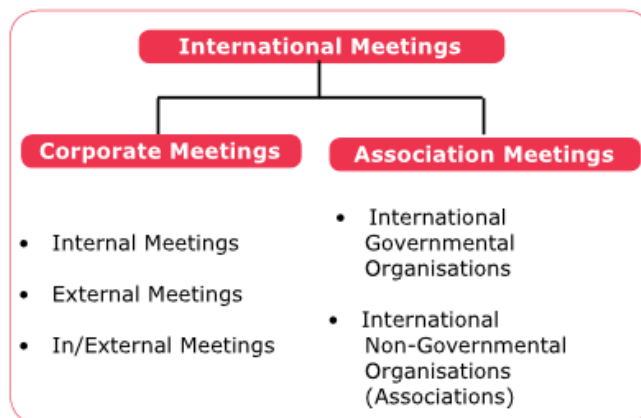 International Meetings
Corporate Meetings
Association Meetings
• Internal Meetings
• External Meetings
• In/External Meetings
• International
Governmental
Organisations
• International
Non-Governmental
Organisations
(Associations)